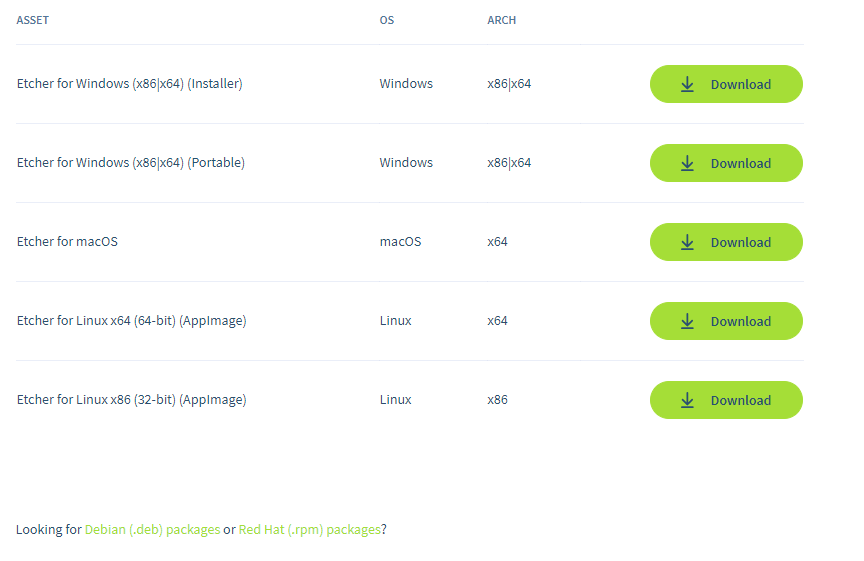 ASSET OS ARCH
Etcher for Windows (x86|x64) (Installer) Windows x86|x64 Download
Etcher for Windows (x86|x64) (Portable) Windows x86|x64 Download
Etcher for macOS macOS x64 Download
Etcher for Linux x64 (64-bit) (AppImage) Linux x64 Download
Etcher for Linux x86 (32-bit) (AppImage) Linux x86 Download
Looking for Debian (.deb) packages or Red Hat (.rpm) packages?